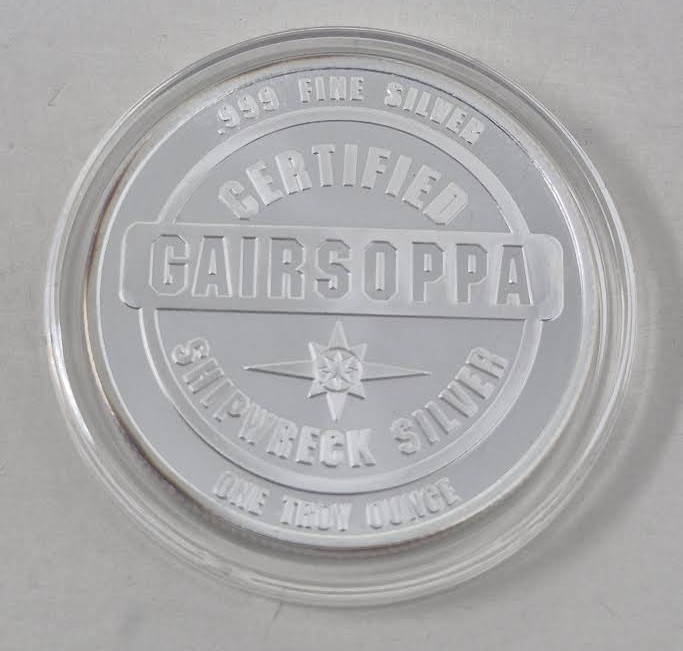 .999 FINE SILVER
CERTIFIED
GAIRSOPPA
SHIPWRECK SILVER
ONE TROY OUNCE